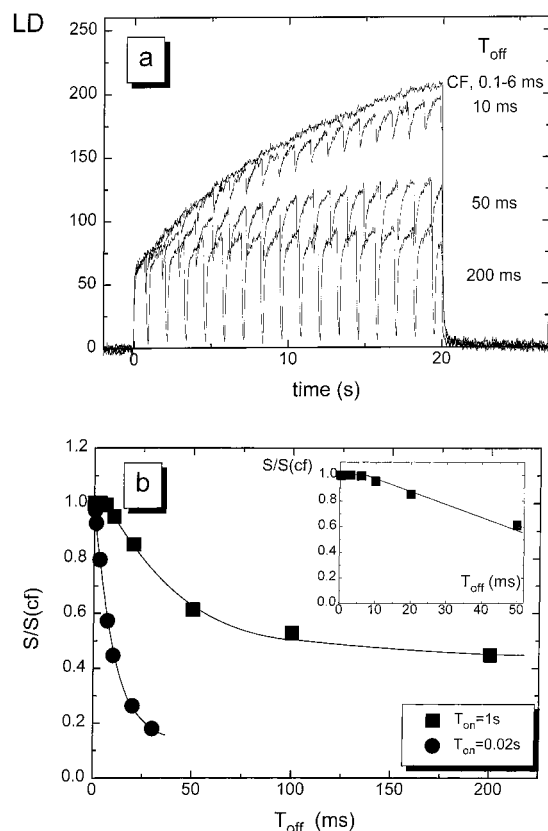 LD
a
T off
CF, 0.1-6 ms
10 ms
50 ms
200 ms
250
200
150
100
50
0
0
10
20
time (s)
b
S/S(cf)
1.2
1.0
0.8
0.6
0.4
0.2
0.0
0
50
100
150
200
T off (ms)
S/S(cf)
1.0
0.8
0.6
0.4
0.2
0.0
0
10
20
30
40
50
T off (ms)
T on=1s
T on=0.02s